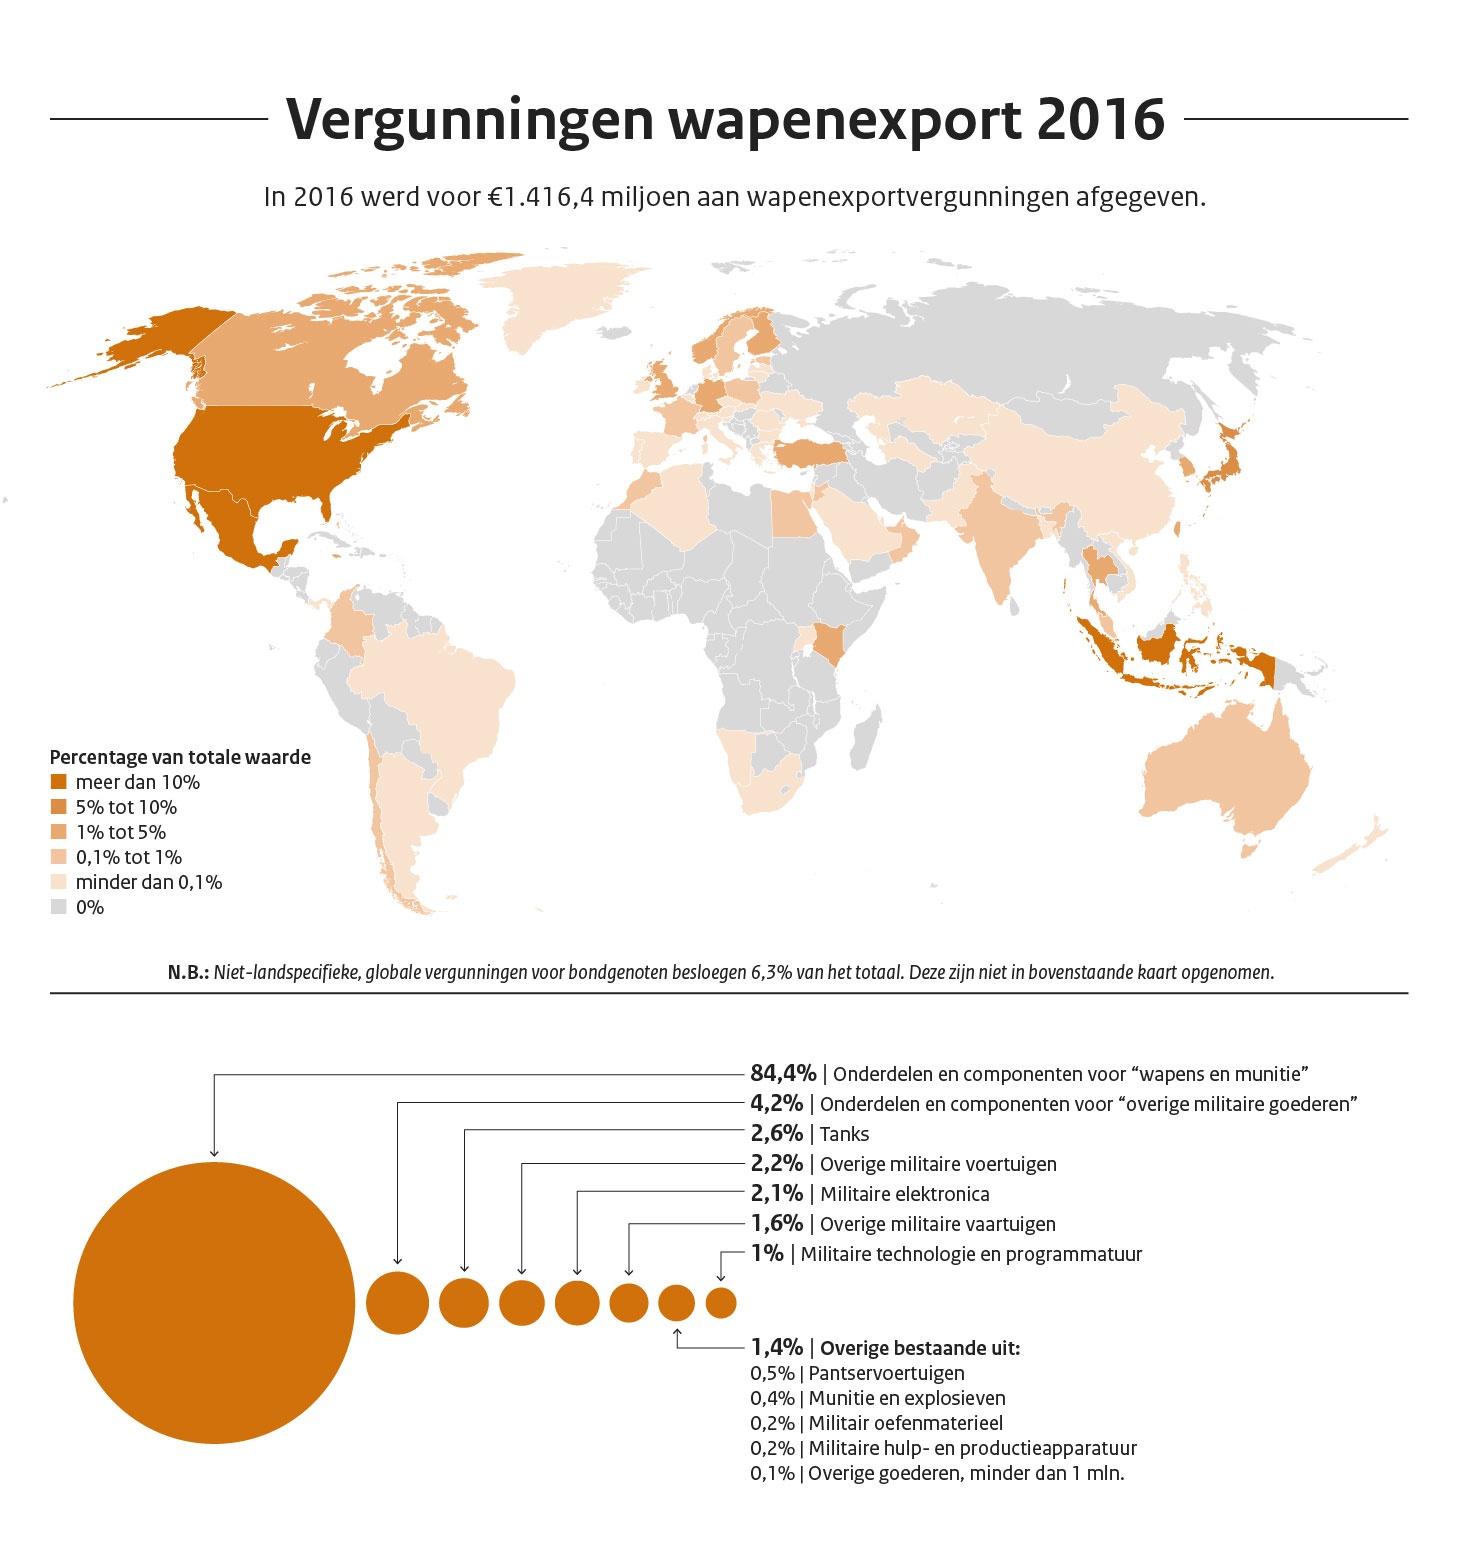 Vergunningen wapenexport 2016
In 2016 werd voor €1.416,4 miljoen aan wapenexportvergunningen afgegeven.
Percentage van totale waarde
meer dan 10%
5% tot 10%
1% tot 5%
0,1% tot 1%
minder dan 0,1%
0%
N.B.: Niet-landspecifieke, globale vergunningen voor bondgenoten besloegen 6,3% van het totaal. Deze zijn niet in bovenstaande kaart opgenomen.
84,4% | Onderdelen en componenten voor “wapens en munitie”
4,2% | Onderdelen en componenten voor “overige militaire goederen”
2,6% | Tanks
2,2% | Overige militaire voertuigen
2,1% | Militaire elektronica
1,6% | Overige militaire vaartuigen
1% | Militaire technologie en programmatuur
1,4% | Overige bestaande uit:
0,5% | Pantservoertuigen
0,4% | Munitie en explosieven
0,2% | Militair oefenmaterieel
0,2% | Militaire hulp- en productieapparatuur
0,1% | Overige goederen, minder dan 1 mln.